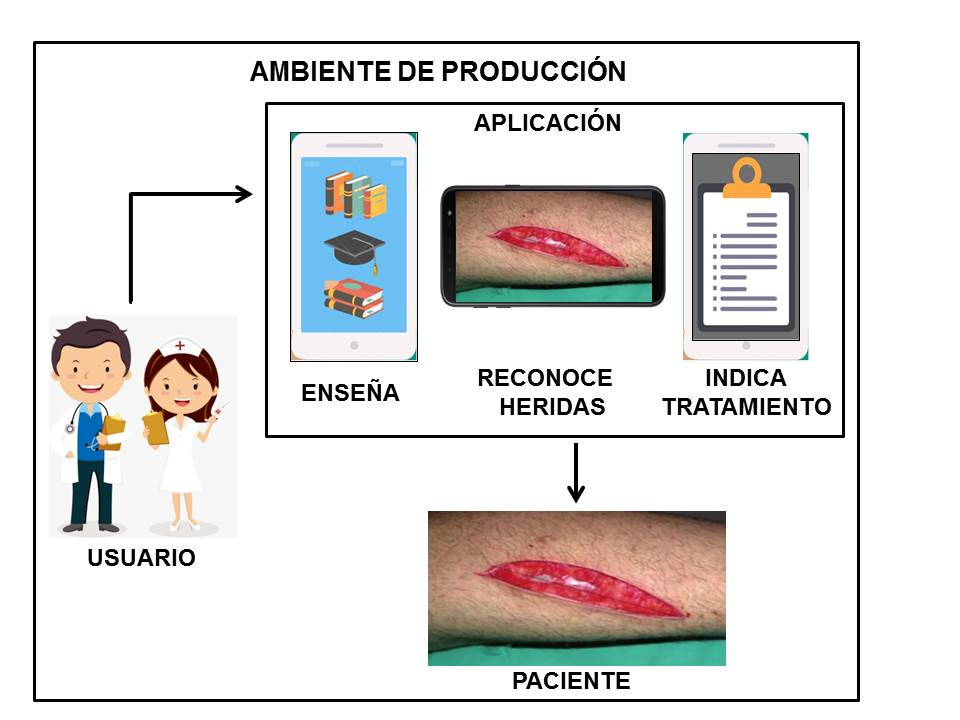 AMBIENTE DE PRODUCCIÓN
APLICACIÓN
ENSEÑA
RECONOCE
HERIDAS
INDICA
TRATAMIENTO
USUARIO
PACIENTE